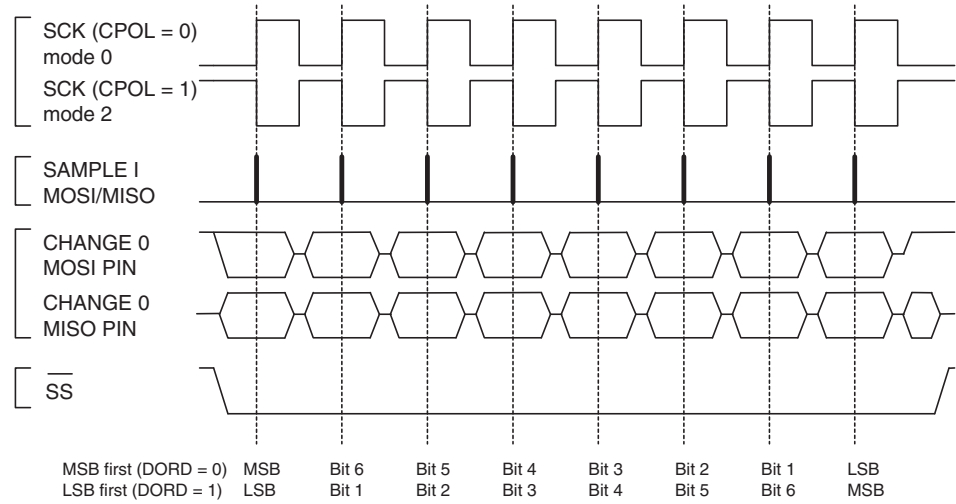 SCK (CPOL = 0)
mode 0
SCK (CPOL = 1)
mode 2
SAMPLE I
MOSI/MISO
CHANGE 0
MOSI PIN
CHANGE 0
MISO PIN
SS
MSB first (DORD = 0) MSB Bit 6 Bit 5 Bit 4 Bit 3 Bit 2 Bit 1 LSB
LSB first (DORD = 1) LSB Bit 1 Bit 2 Bit 3 Bit 4 Bit 5 Bit 6 MSB